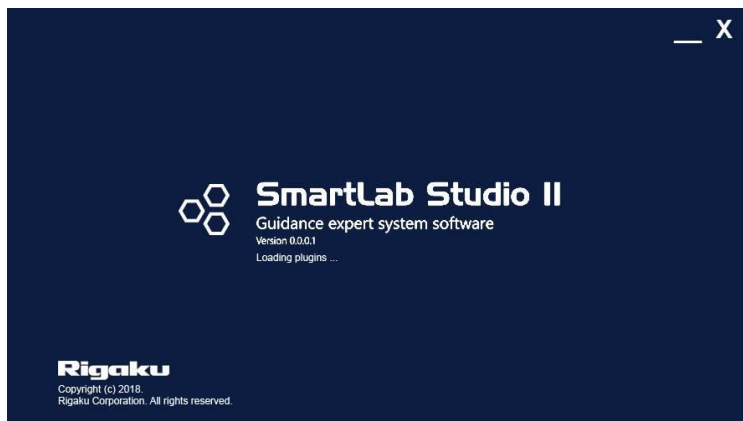 __ X
SmartLab Studio II
Guidance expert system software
Version 0.0.0.1
Loading plugins ...
Rigaku
Copyright (c) 2018.
Rigaku Corporation. All rights reserved.